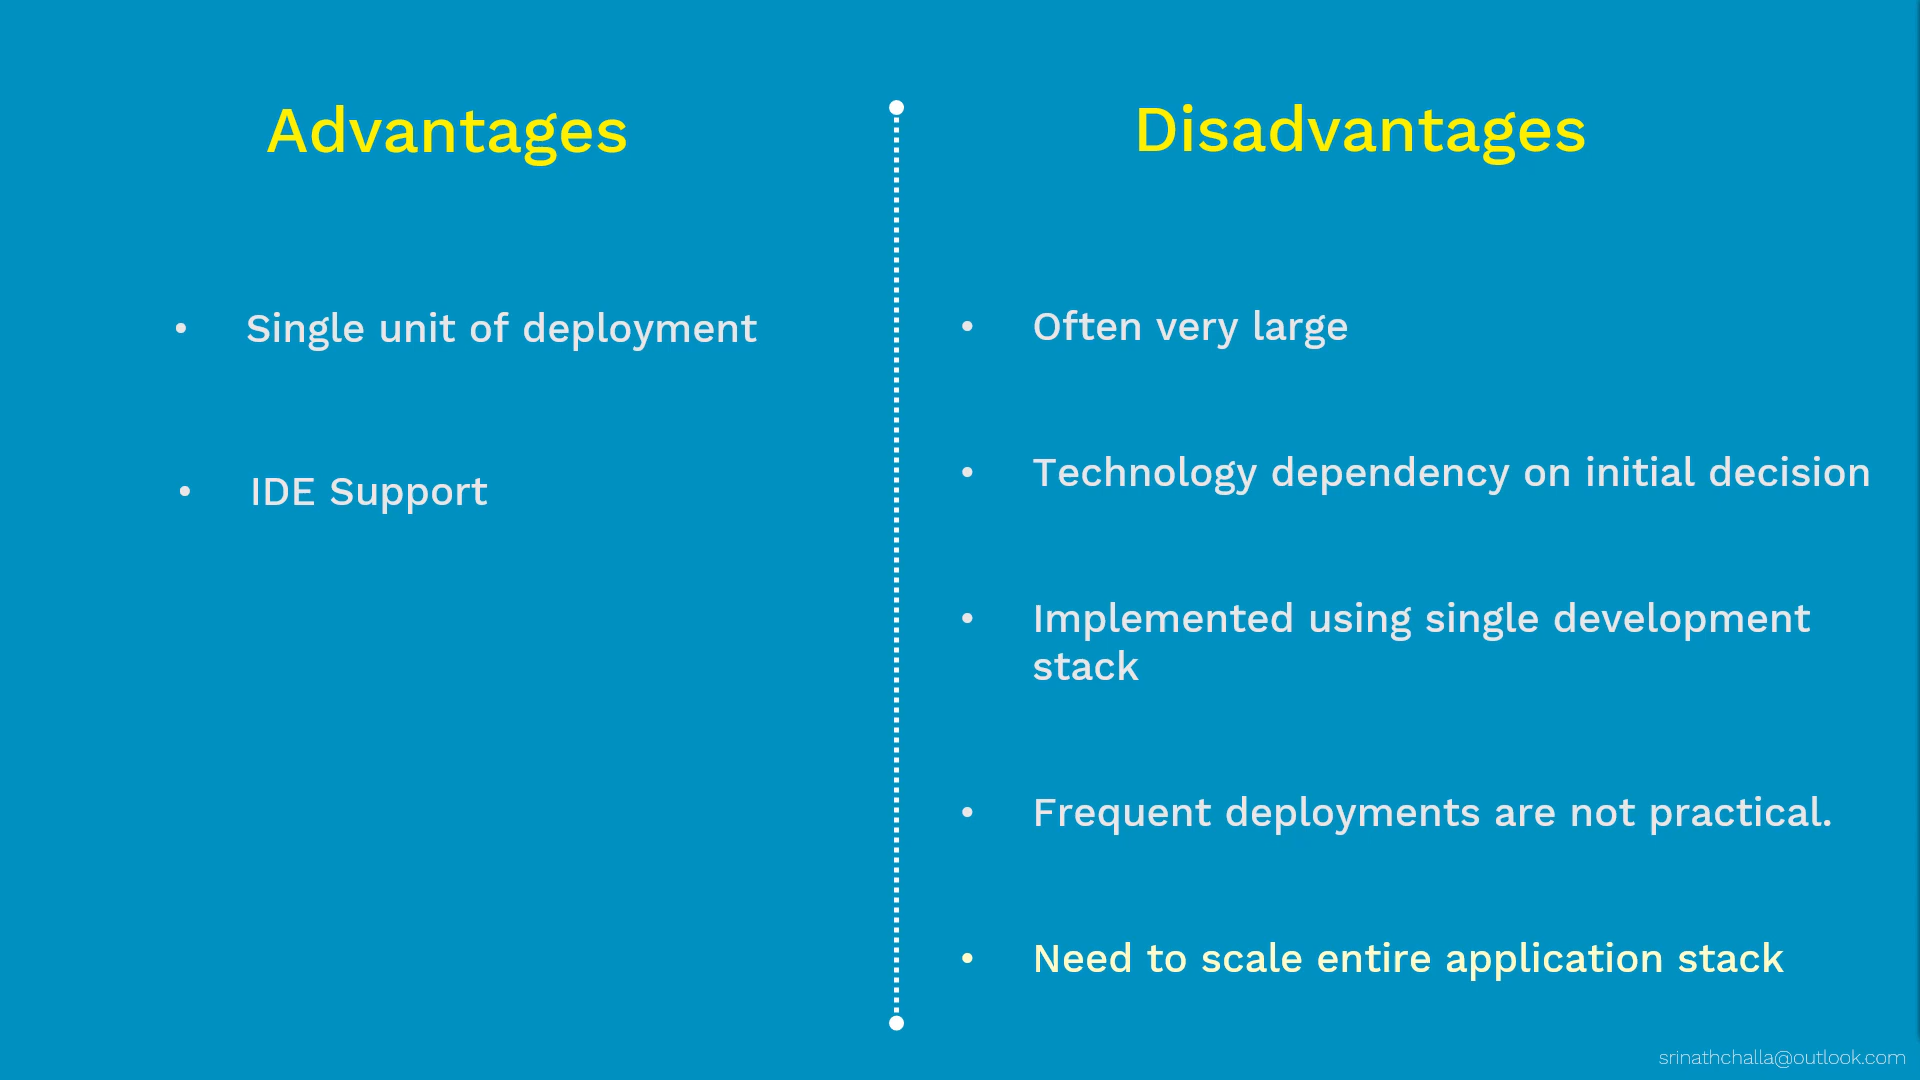 Advantages
• Single unit of deployment
• IDE Support
Disadvantages
• Often very large
• Technology dependency on initial decision
• Implemented using single development
stack
• Frequent deployments are not practical.
• Need to scale entire application stack
srinathchalla@outlook.com